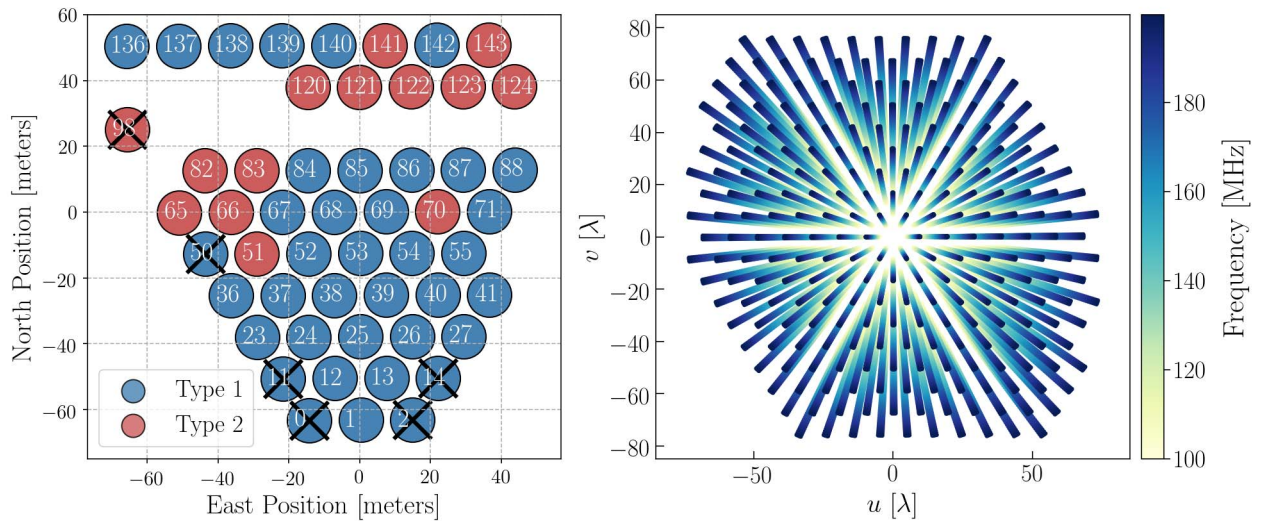 60
40
20
0
−20
−40
−60
North Position [meters]
136 137 138 139 140 141 142 143
120 121 122 123 124
98
82 83 84 85 86 87 88
65 66 67 68 69 70 71
50 51 52 53 54 55
36 37 38 39 40 41
23 24 25 26 27
11 12 13 14
0 1 2
Type 1
Type 2
−60 −40 −20 0 20 40
East Position [meters]
80
60
40
20
0
−20
−40
−60
−80
v [λ]
−50 0 50
u [λ]
180
160
140
120
100
Frequency [MHz]